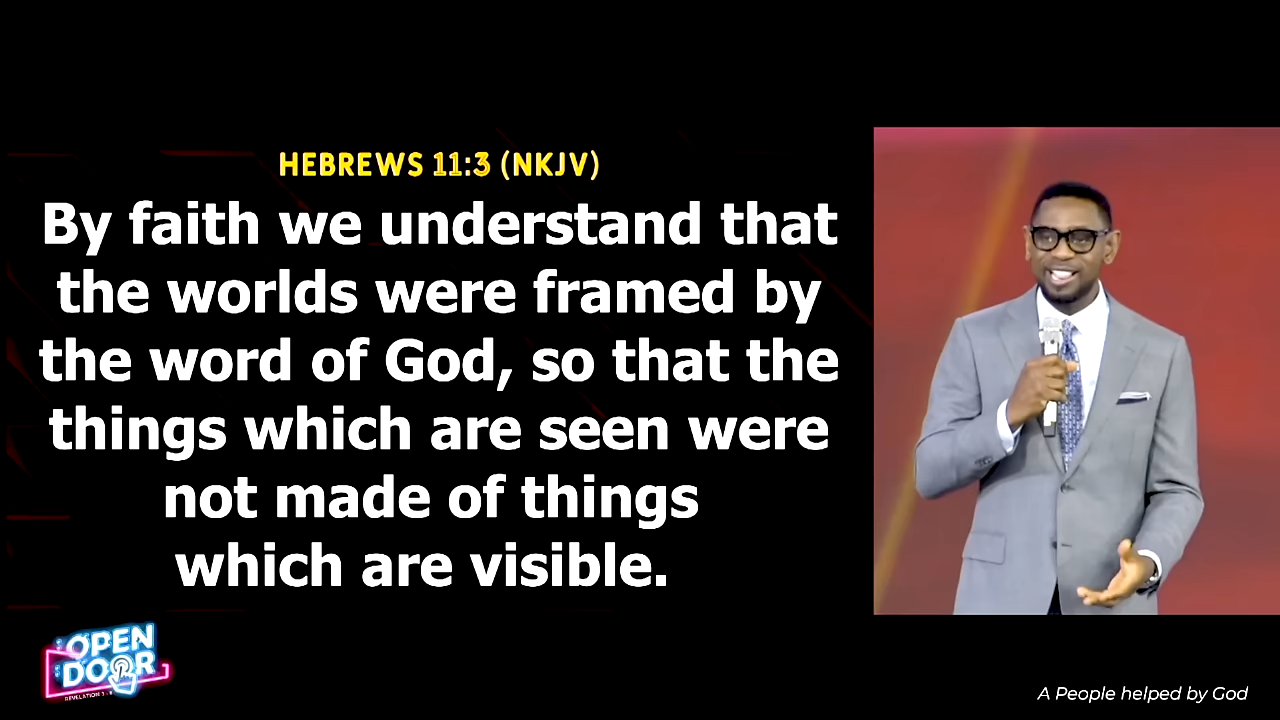 HEBREWS 11:3 (NKJV)
By faith we understand that
the worlds were framed by
the word of God, so that the
things which are seen were
not made of things
which are visible.
OPEN
DOOR
REVELATION
A People helped by God